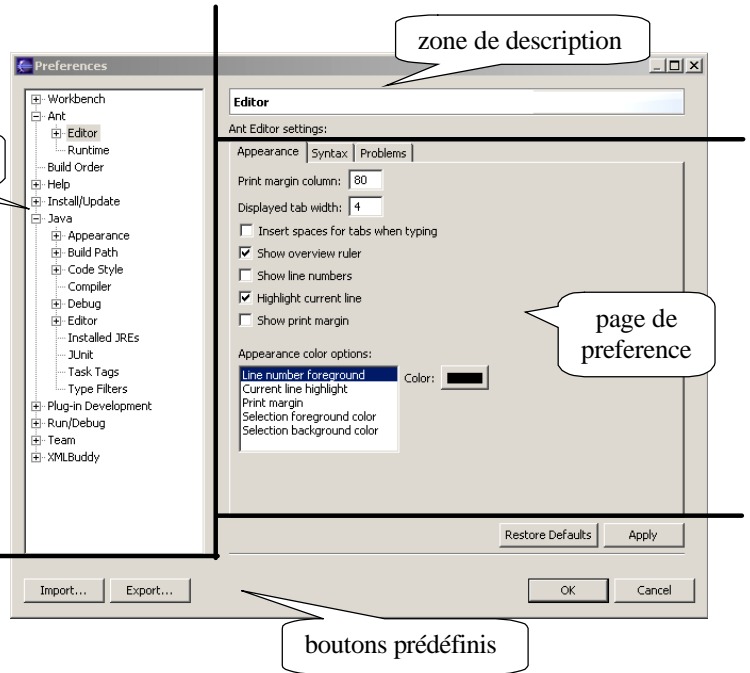 zone de description
Preferences
Workbench
Ant
Editor
Runtime
Build Order
Help
Install/Update
Java
Appearance
Build Path
Code Style
Compiler
Debug
Editor
Installed JREs
JUnit
Task Tags
Type Filters
Plug-in Development
Run/Debug
Team
XMLBuddy
Editor
Ant Editor settings:
Appearance Syntax Problems
Print margin column: 80
Displayed tab width: 4
Insert spaces for tabs when typing
Show overview ruler
Show line numbers
Highlight current line
Show print margin
page de
preference
Appearance color options:
Line number foreground
Current line highlight
Print margin
Selection foreground color
Selection background color
Color:
Restore Defaults Apply
Import... Export... OK Cancel
boutons prédéfinis